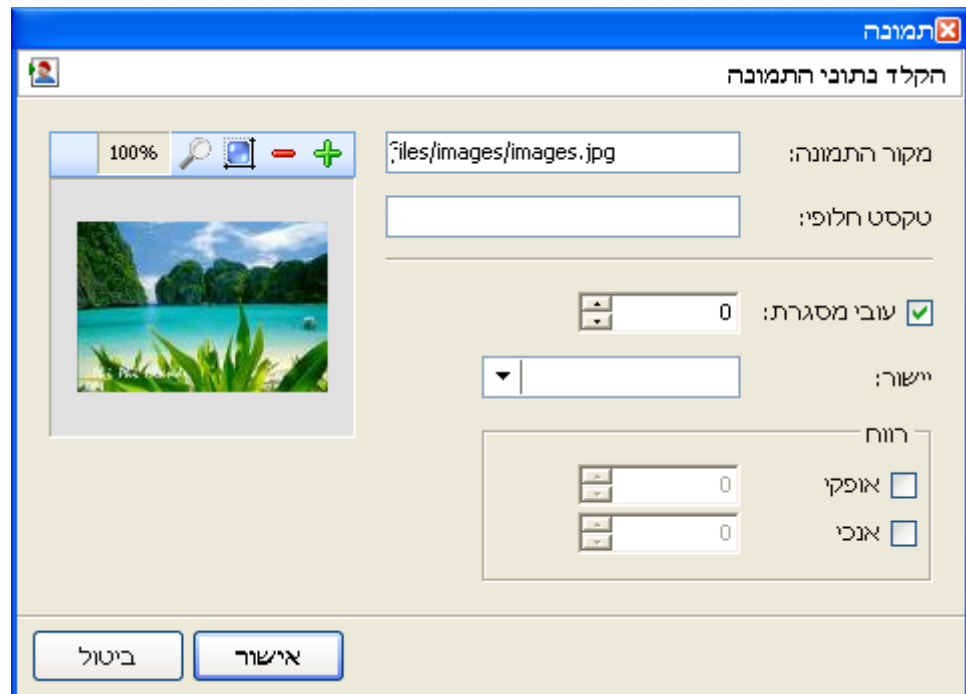 תמונה
הקלד נתוני התמונה
מקור התמונה:
files/images/images.jpg
100%
טקסט חלופי:
עובי מסגרת:
0
יישור:
רווח
אופקי
0
אנכי
0
אישור
ביטול